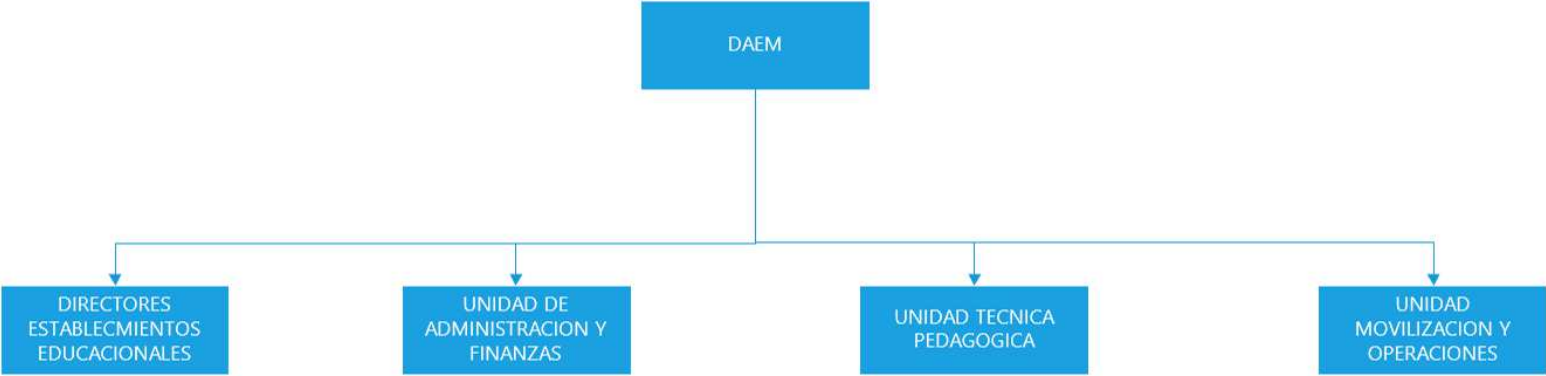 DAEM
DIRECTORES
ESTABLECMIENTOS
EDUCACIONALES
UNIDAD DE
ADMINISTRACION Y
FINANZAS
UNIDAD TECNICA
PEDAGOGICA
UNIDAD
MOVILIZACION Y
OPERACIONES